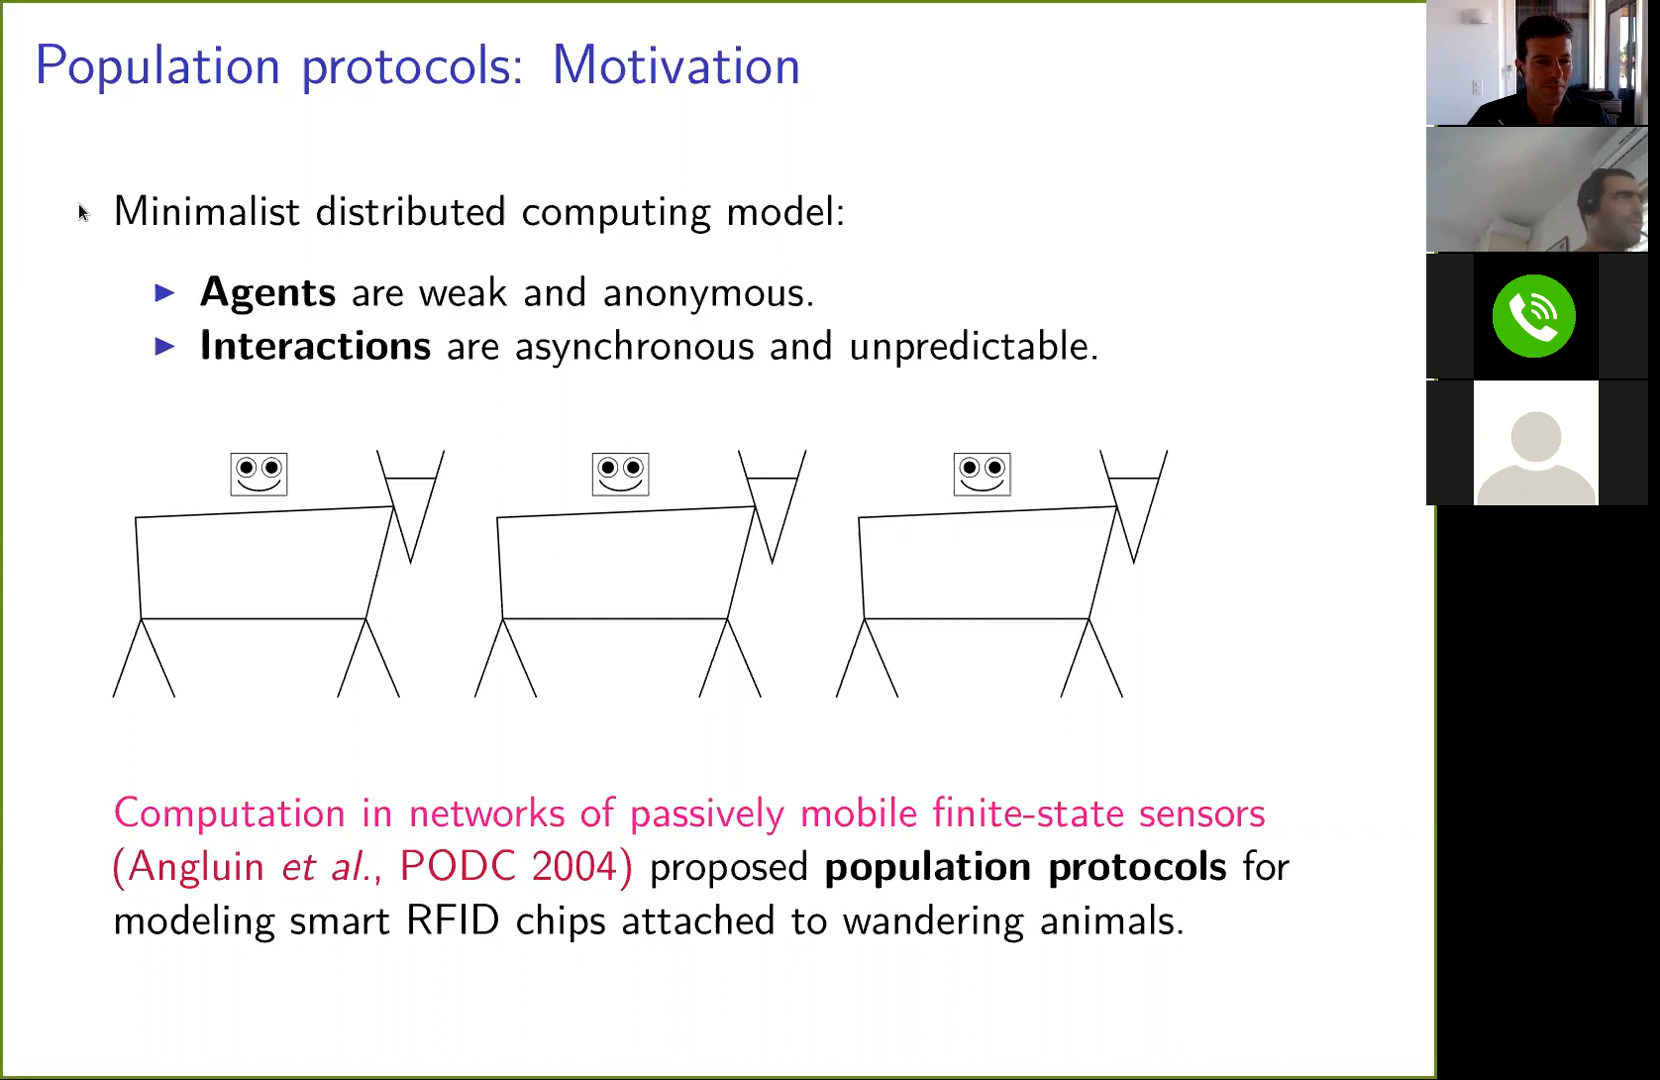 Population protocols: Motivation
Minimalist distributed computing model:
Agents are weak and anonymous.
Interactions are asynchronous and unpredictable.
Computation in networks of passively mobile finite-state sensors
(Angluin et al., PODC 2004) proposed population protocols for
modeling smart RFID chips attached to wandering animals.